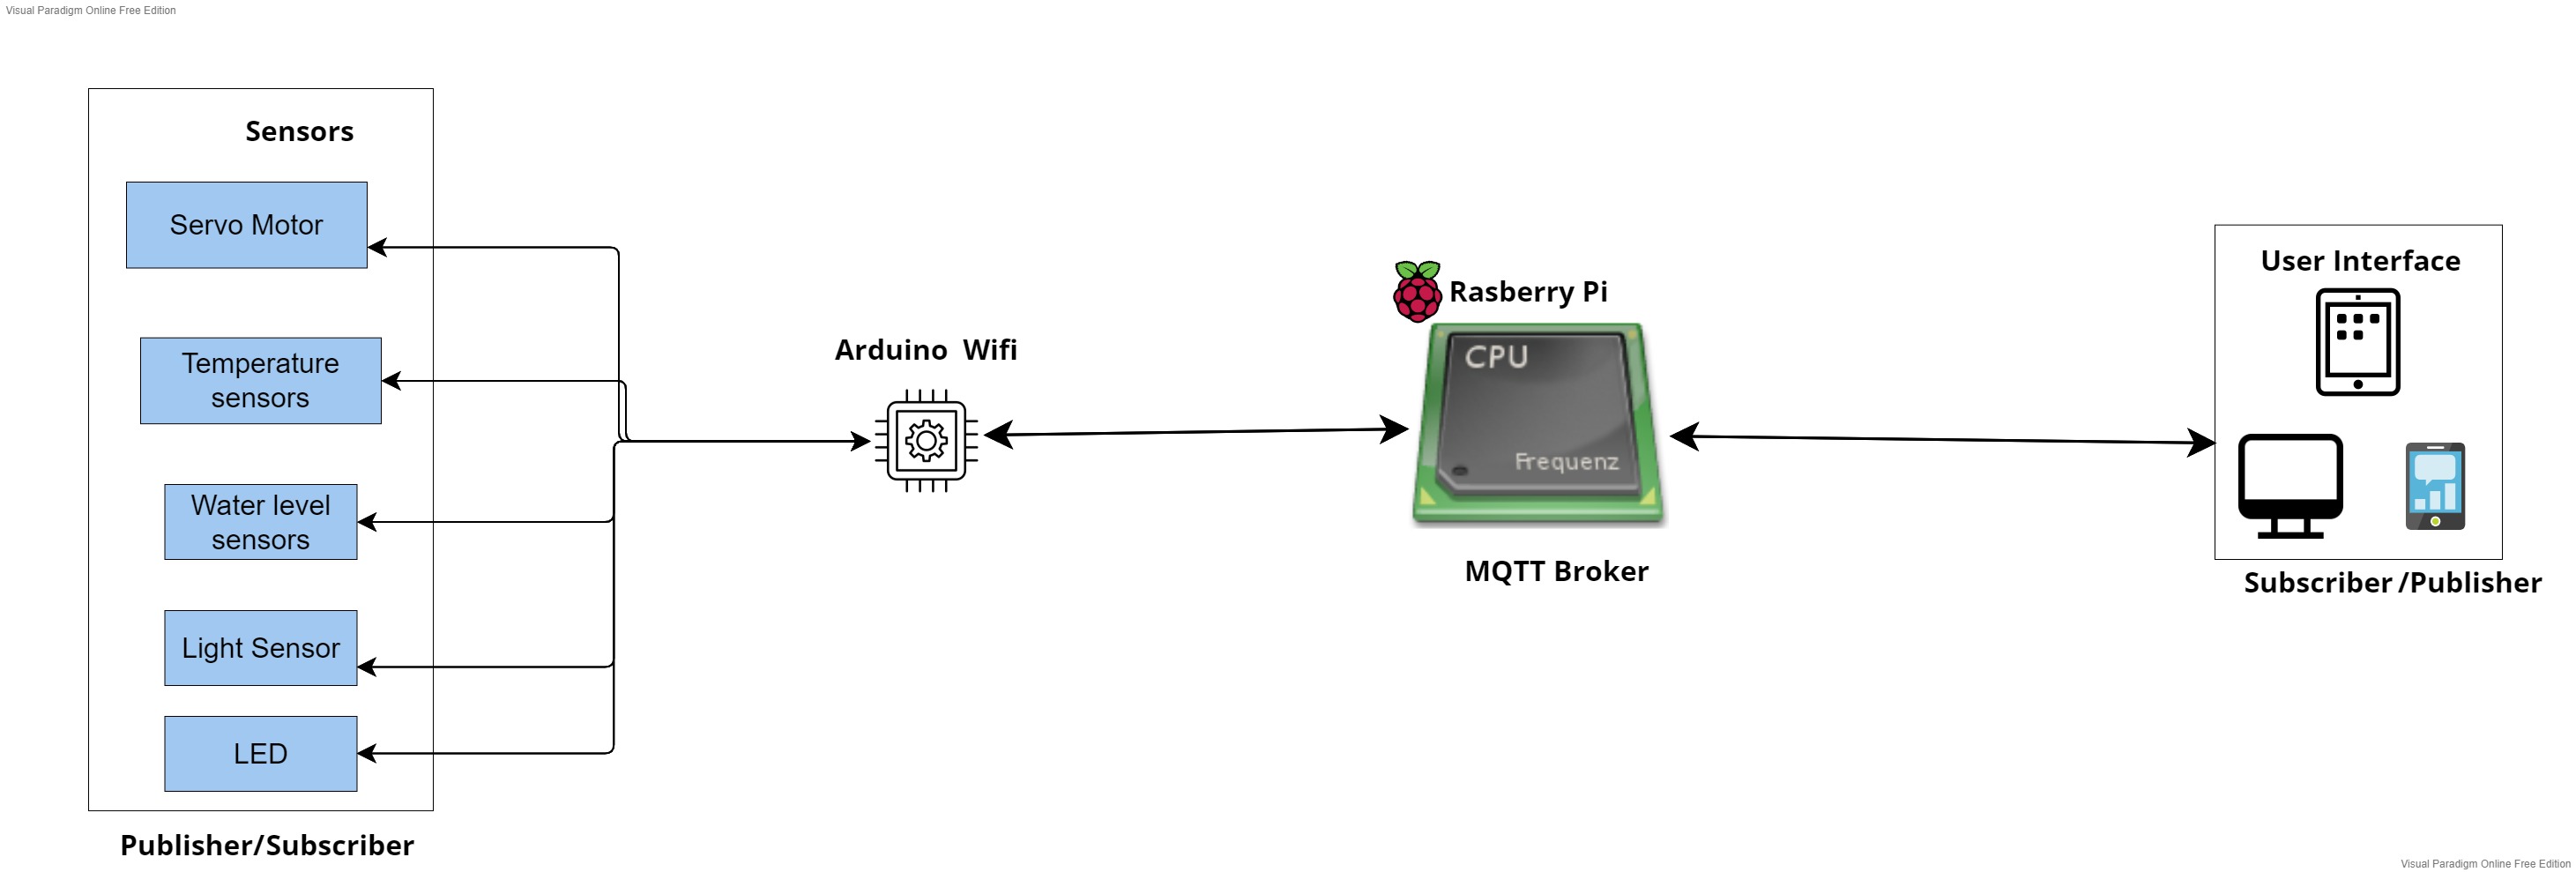 Visual Paradigm Online Free Edition
Sensors
Servo Motor
Temperature
sensors
Water level
sensors
Light Sensor
LED
Publisher/Subscriber
Arduino Wifi
Rasberry Pi
CPU
Frequenz
MQTT Broker
User Interface
Subscriber /Publisher
Visual Paradigm Online Free Edition